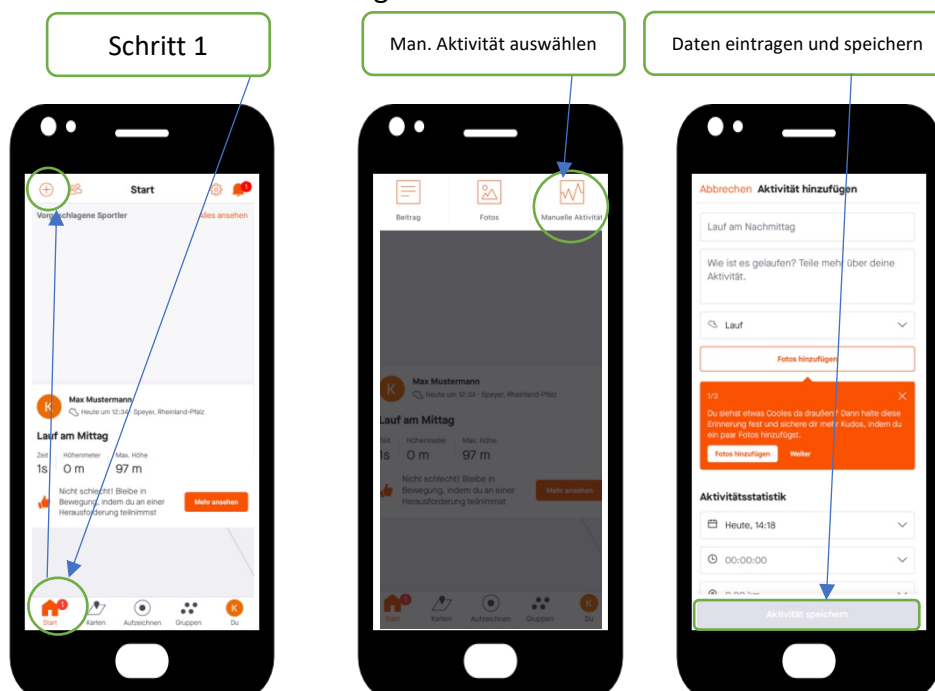 Schritt 1
Man. Aktivität auswählen
Daten eintragen und speichern
Start
1
Alles ansehen
Max Mustermann
Heute um 12:34 · Speyer, Rheinland-Pfalz
Lauf am Mittag
Zeit Höhenmeter Max. Höhe
1s 0 m 97 m
Nicht schlecht! Bleibe in
Bewegung, indem du an einer
Herausforderung teilnimmst
Mehr ansehen
K
1
Start Karten Aufzeichnen Gruppen Du
K
Beitrag Fotos Manuelle Aktivität
Max Mustermann
Heute um 12:34 · Speyer, Rheinland-Pfalz
Lauf am Mittag
Zeit Höhenmeter Max. Höhe
1s 0 m 97 m
Nicht schlecht! Bleibe in
Bewegung, indem du an einer
Herausforderung teilnimmst
Mehr ansehen
K
Start Karten Aufzeichnen Gruppen Du
K
Abbrechen Aktivität hinzufügen
Lauf am Nachmittag
Wie ist es gelaufen? Teile mehr über deine
Aktivität.
Lauf
Fotos hinzufügen
1/3
Du siehst etwas Cooles da draußen? Dann halte diese
Erinnerung fest und sichere dir mehr Kudos, indem du
ein paar Fotos hinzufügst.
Fotos hinzufügen Weiter
Aktivitätsstatistik
Heute, 14:18
00:00:00
Aktivität speichern